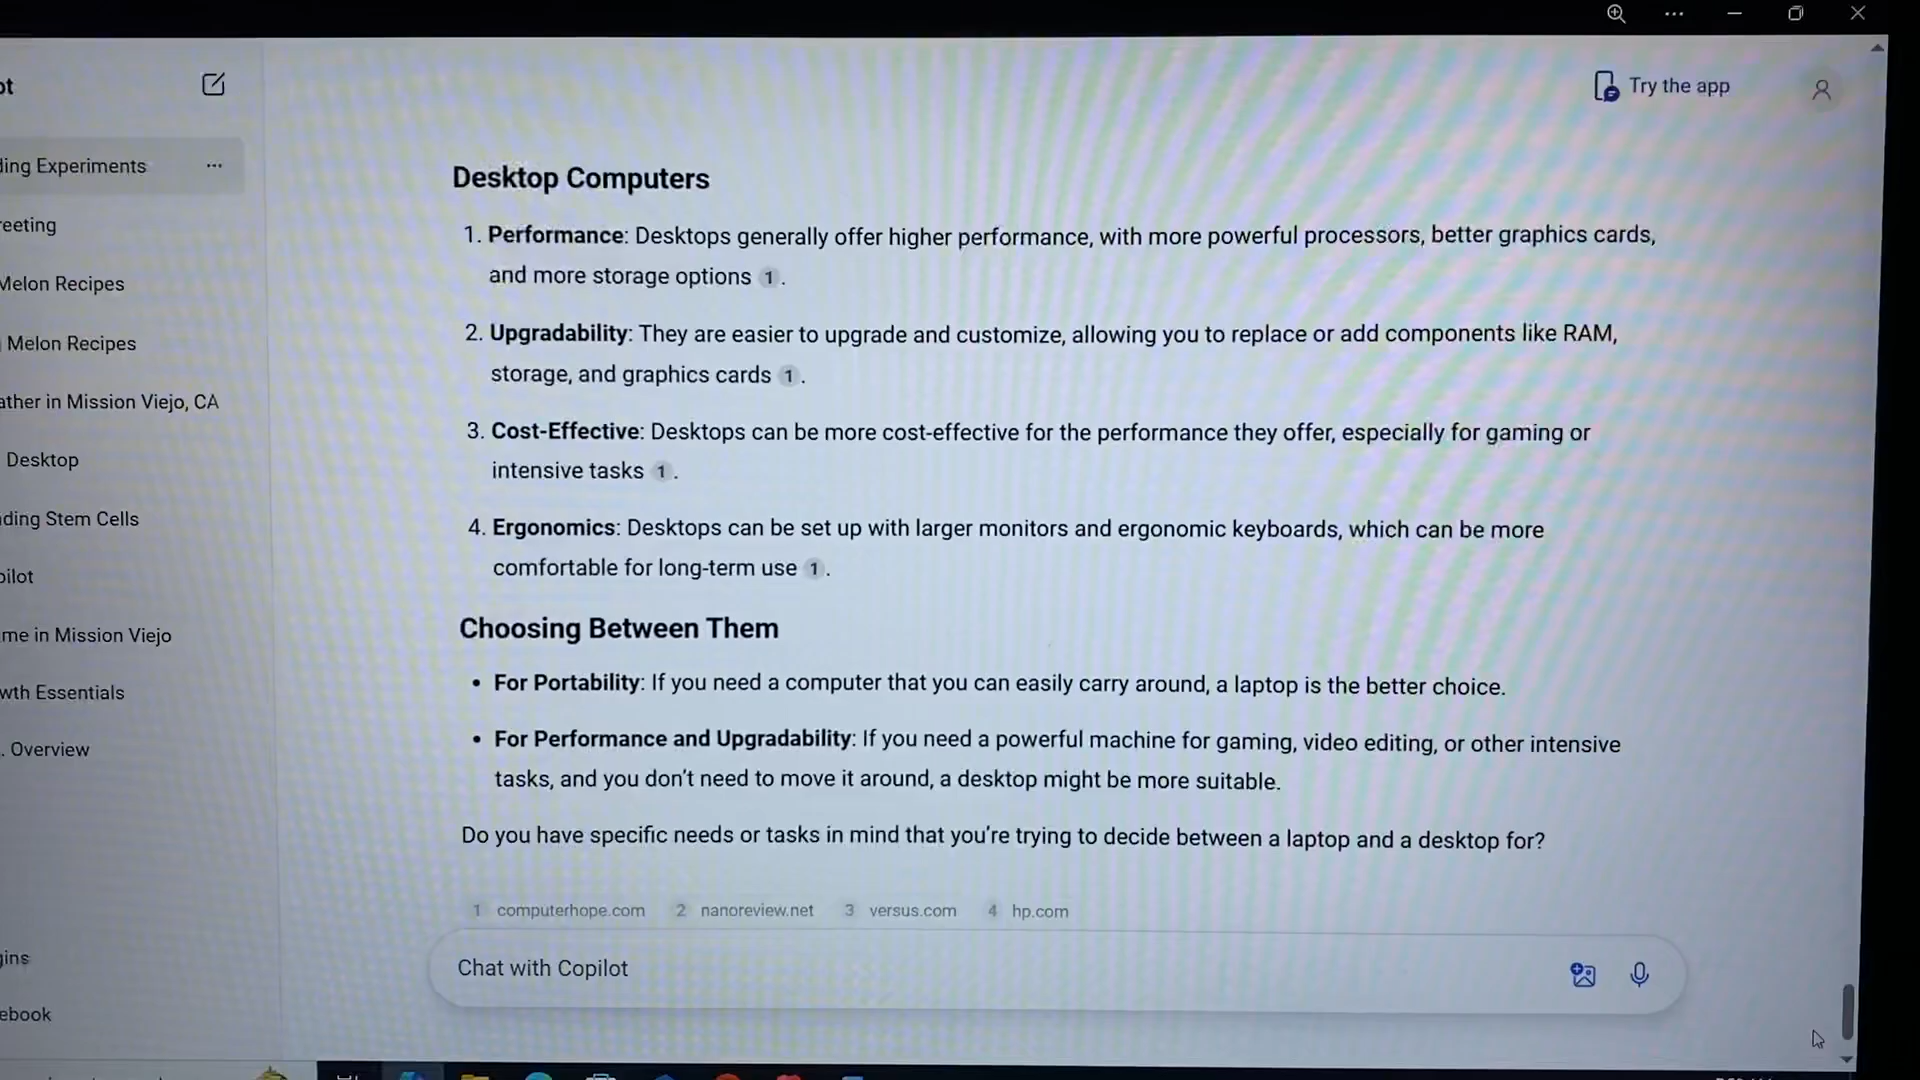 Try the app
ot
ding Experiments
reeting
Melon Recipes
Melon Recipes
ather in Mission Viejo, CA
Desktop
ding Stem Cells
pilot
me in Mission Viejo
wth Essentials
. Overview
gins
ebook
Desktop Computers
1. Performance: Desktops generally offer higher performance, with more powerful processors, better graphics cards,
and more storage options 1.
2. Upgradability: They are easier to upgrade and customize, allowing you to replace or add components like RAM,
storage, and graphics cards 1.
3. Cost-Effective: Desktops can be more cost-effective for the performance they offer, especially for gaming or
intensive tasks 1.
4. Ergonomics: Desktops can be set up with larger monitors and ergonomic keyboards, which can be more
comfortable for long-term use 1.
Choosing Between Them
• For Portability: If you need a computer that you can easily carry around, a laptop is the better choice.
• For Performance and Upgradability: If you need a powerful machine for gaming, video editing, or other intensive
tasks, and you don't need to move it around, a desktop might be more suitable.
Do you have specific needs or tasks in mind that you're trying to decide between a laptop and a desktop for?
1 computerhope.com 2 nanoreview.net 3 versus.com 4 hp.com
Chat with Copilot